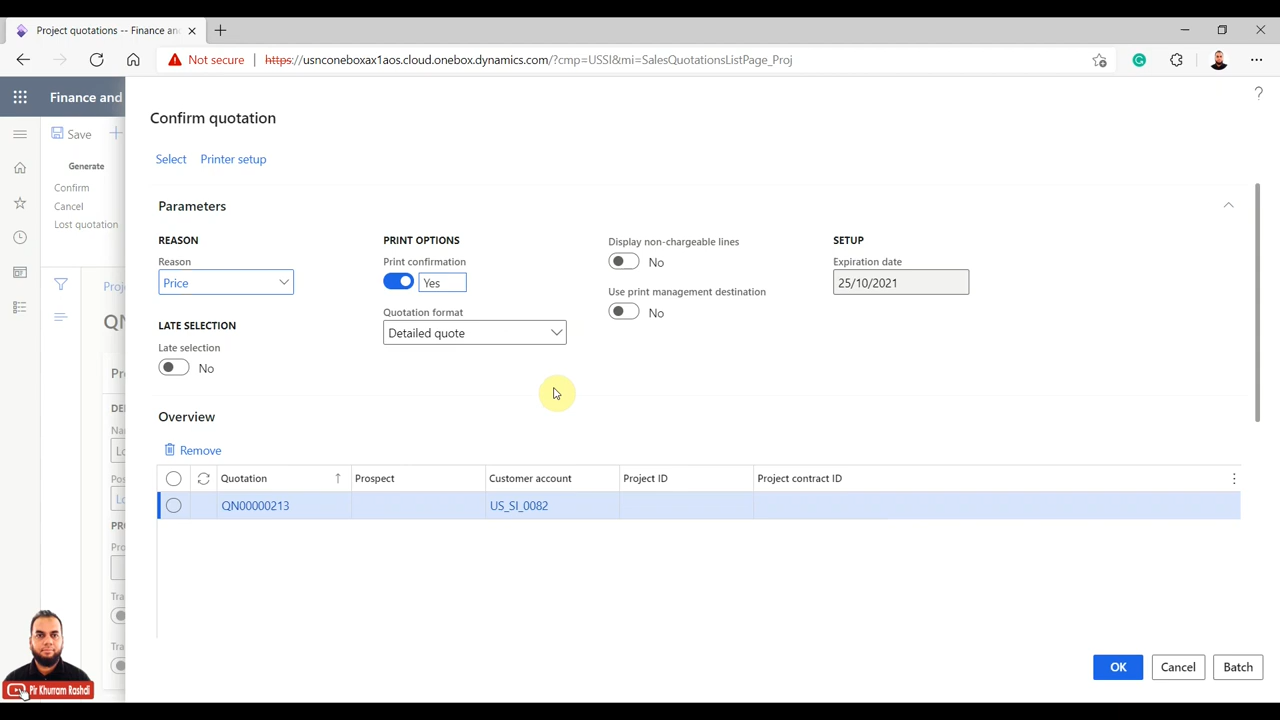 Project quotations -- Finance and
Not secure
https://usnconeboxax1aos.cloud.onebox.dynamics.com/?cmp=USSI&mi=SalesQuotationsListPage_Proj
Finance and
?
Save
Generate
Confirm
Cancel
Lost quotation
Confirm quotation
Select Printer setup
Parameters
REASON
Reason
Price
LATE SELECTION
Late selection
No
PRINT OPTIONS
Print confirmation
Yes
Quotation format
Detailed quote
Display non-chargeable lines
No
Use print management destination
No
SETUP
Expiration date
25/10/2021
Overview
Remove
Quotation Prospect Customer account Project ID Project contract ID
QN00000213 US_SI_0082
OK Cancel Batch
Pir Khurram Rashdi